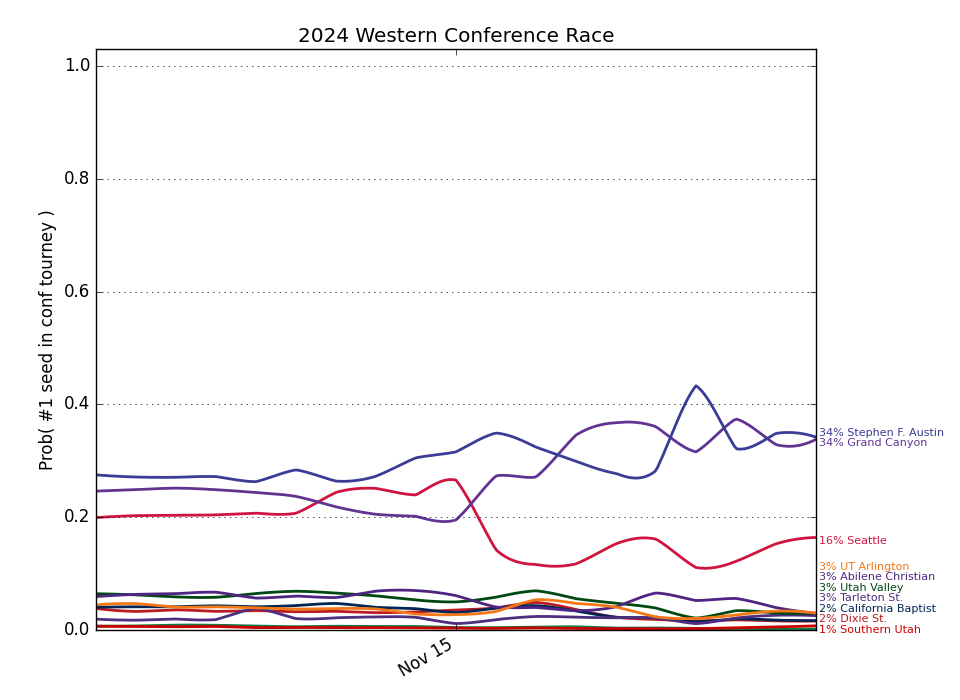 2024 Western Conference Race
Prob( #1 seed in conf tourney )
1.0
0.8
0.6
0.4
0.2
0.0
Nov 15
34% Stephen F. Austin
34% Grand Canyon
16% Seattle
3% UT Arlington
3% Abilene Christian
3% Utah Valley
3% Tarleton St.
2% California Baptist
2% Dixie St.
1% Southern Utah